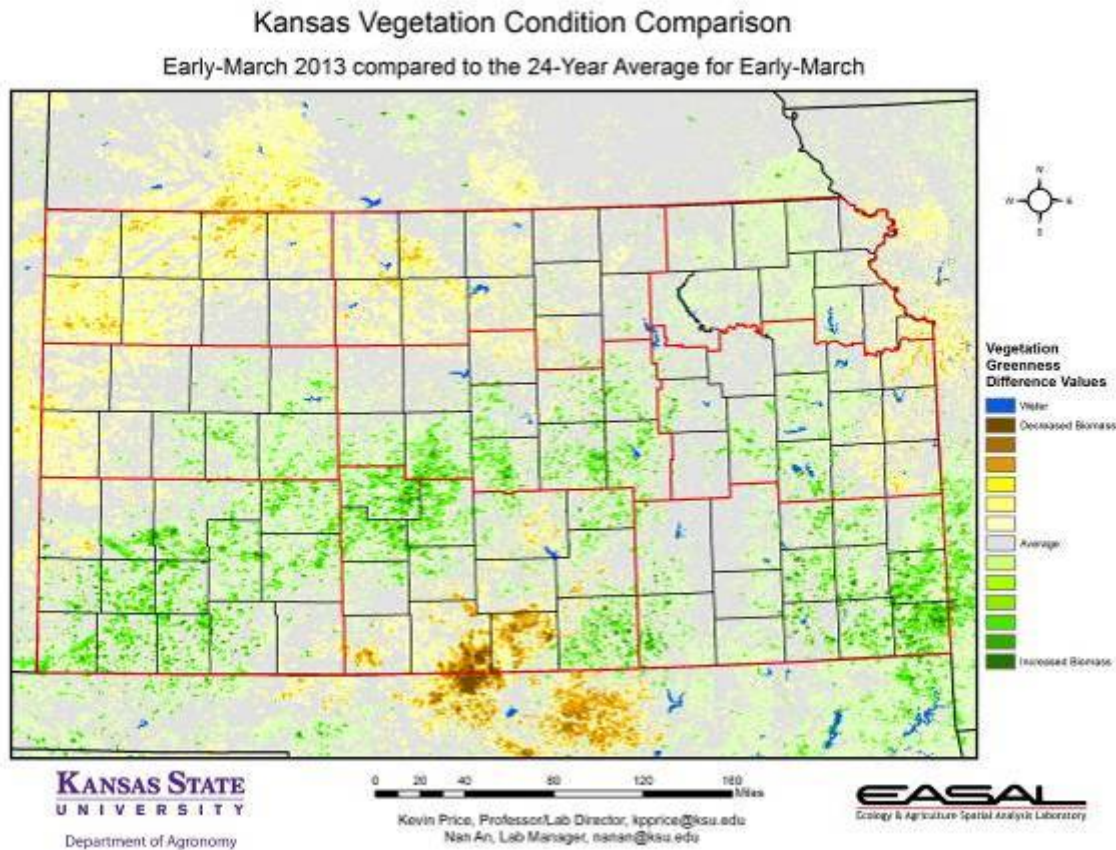 Kansas Vegetation Condition Comparison
Early-March 2013 compared to the 24-Year Average for Early-March
N
W
E
S
Vegetation
Greenness
Difference Values
Water
Decreased Biomass
Average
Increased Biomass
KANSAS STATE
UNIVERSITY
Department of Agronomy
0 20 40 80 120 160
Miles
Kevin Price, Professor/Lab Director, kpprice@ksu.edu
Nan An, Lab Manager, nanan@ksu.edu
EASAL
Ecology & Agriculture Spatial Analysis Laboratory